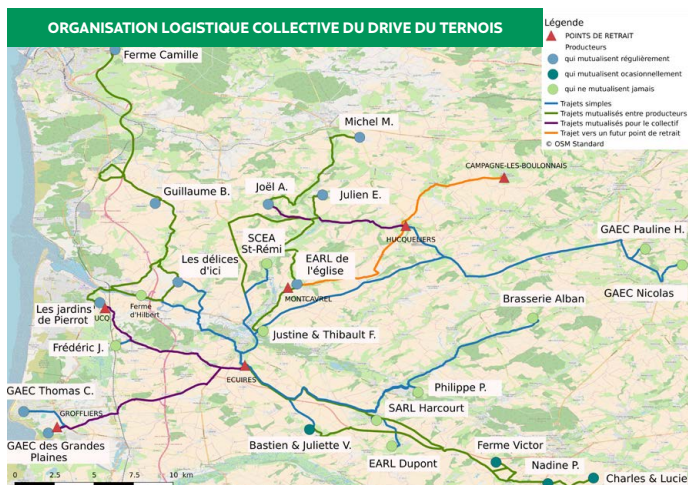 ORGANISATION LOGISTIQUE COLLECTIVE DU DRIVE DU TERNOIS
Légende
POINTS DE RETRAIT
Producteurs
qui mutualisent régulièrement
qui mutualisent ocasionnellement
qui ne mutualisent jamais
Trajets simples
Trajets mutualisés entre producteurs
Trajets mutualisés pour le collectif
Trajet vers un futur point de retrait
© OSM Standard
Ferme Camille
Michel M.
CAMPAGNE-LES-BOULONNAIS
Guillaume B.
Joël A.
Julien E.
HUCQUELIERS
GAEC Pauline H.
SCEA
St-Rémi
Les délices
d'ici
EARL de
l'église
GAEC Nicolas
MONTCAVREL
Brasserie Alban
Les jardins
de Pierrot
UCQ
Ferme
d'Hilbert
Justine & Thibault F.
Frédéric J.
ECUIRES
GAEC Thomas C.
Philippe P.
GROFFLIERS
SARL Harcourt
GAEC des Grandes
Plaines
Bastien & Juliette V.
EARL Dupont
Ferme Victor
Nadine P.
Charles & Lucie
0 2.5 5 7.5 10 km